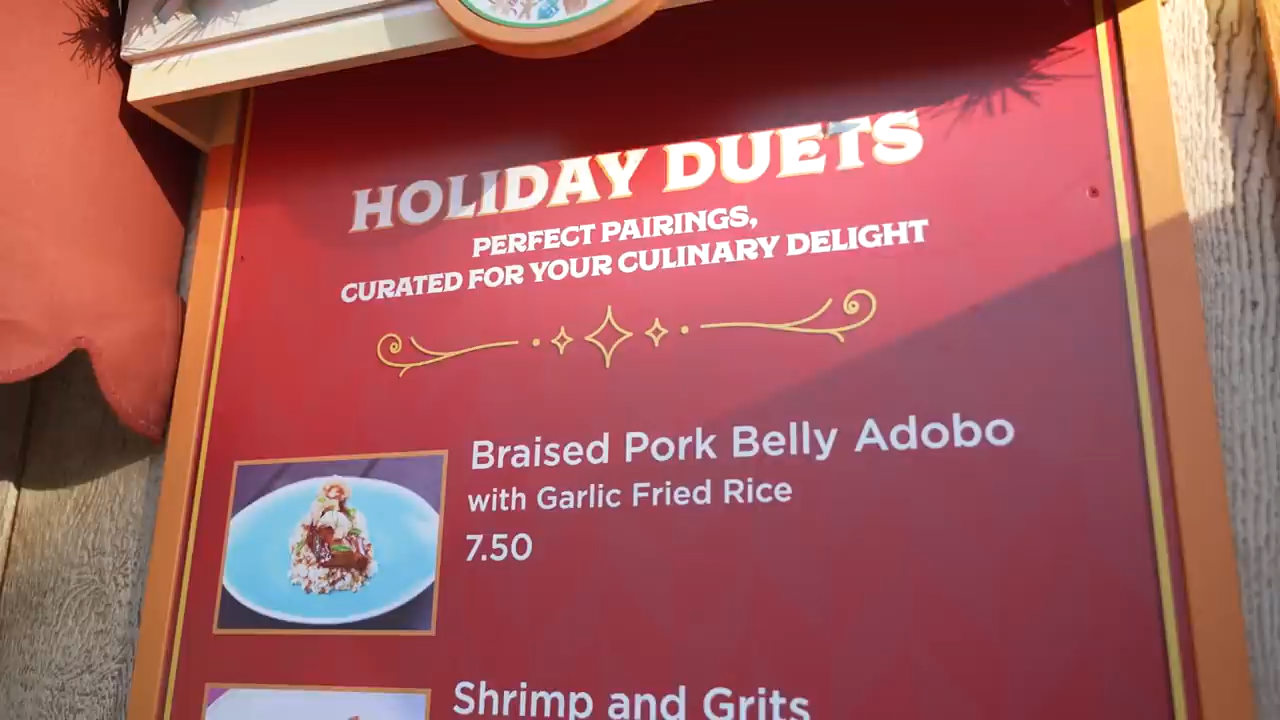 HOLIDAY DUETS
PERFECT PAIRINGS,
CURATED FOR YOUR CULINARY DELIGHT
Braised Pork Belly Adobo
with Garlic Fried Rice
7.50
Shrimp and Grits